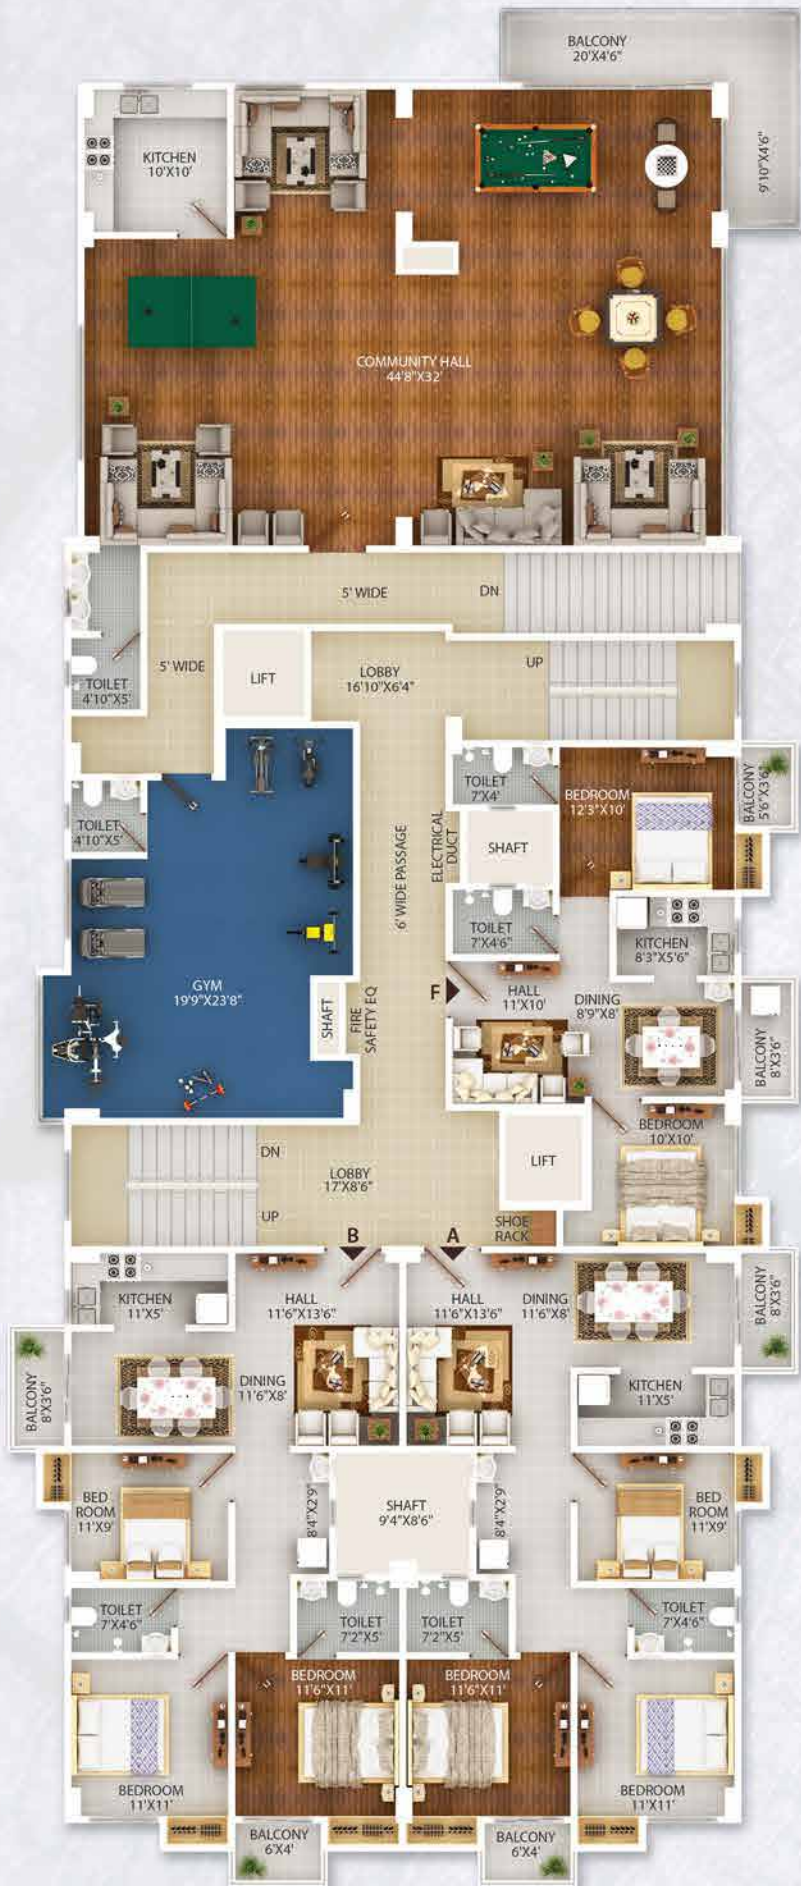 BALCONY
20'X4'6"
9'10"X4'6"
KITCHEN
10'X10'
COMMUNITY HALL
44'8"X32'
5' WIDE
DN
5' WIDE
LIFT
LOBBY
16'10"X6'4"
UP
TOILET
4'10"X5'
TOILET
7'X4'
BEDROOM
12'3"X10'
BALCONY
5'6"X3'6"
TOILET
4'10"X5'
6' WIDE PASSAGE
ELECTRICAL
DUCT
SHAFT
TOILET
7'X4'6"
KITCHEN
8'3"X5'6"
GYM
19'9"X23'8"
F
HALL
11'X10'
DINING
8'9"X8'
SHAFT
FIRE
SAFETY EQ
BALCONY
8'X3'6"
BEDROOM
10'X10'
DN
LOBBY
17'X8'6"
LIFT
UP
SHOE
RACK
B
A
KITCHEN
11'X5'
HALL
11'6"X13'6"
HALL
11'6"X13'6"
DINING
11'6"X8'
BALCONY
8'X3'6"
BALCONY
8'X3'6"
DINING
11'6"X8'
KITCHEN
11'X5'
BED
ROOM
11'X9'
8'4"X2'9"
SHAFT
9'4"X8'6"
8'4"X2'9"
BED
ROOM
11'X9'
TOILET
7'X4'6"
TOILET
7'2"X5'
TOILET
7'2"X5'
TOILET
7'X4'6"
BEDROOM
11'6"X11'
BEDROOM
11'6"X11'
BEDROOM
11'X11'
BEDROOM
11'X11'
BALCONY
6'X4'
BALCONY
6'X4'